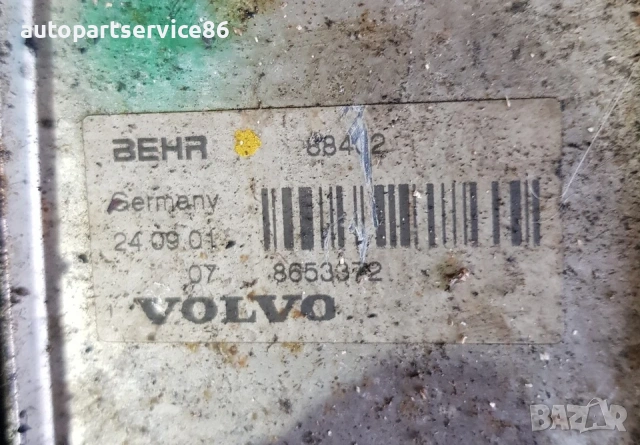 autopartservice86
BEHR
Germany
24.09.01
07 8653372
VOLVO
BAZAR